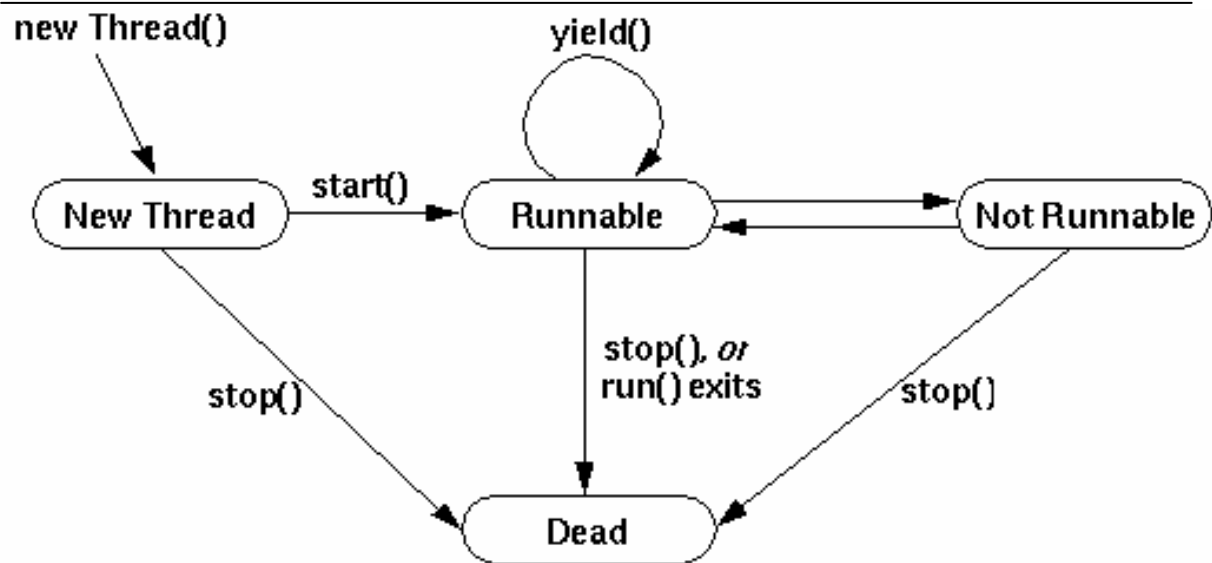 new Thread()
yield()
start()
New Thread
Runnable
Not Runnable
stop(), or
run() exits
stop()
stop()
Dead